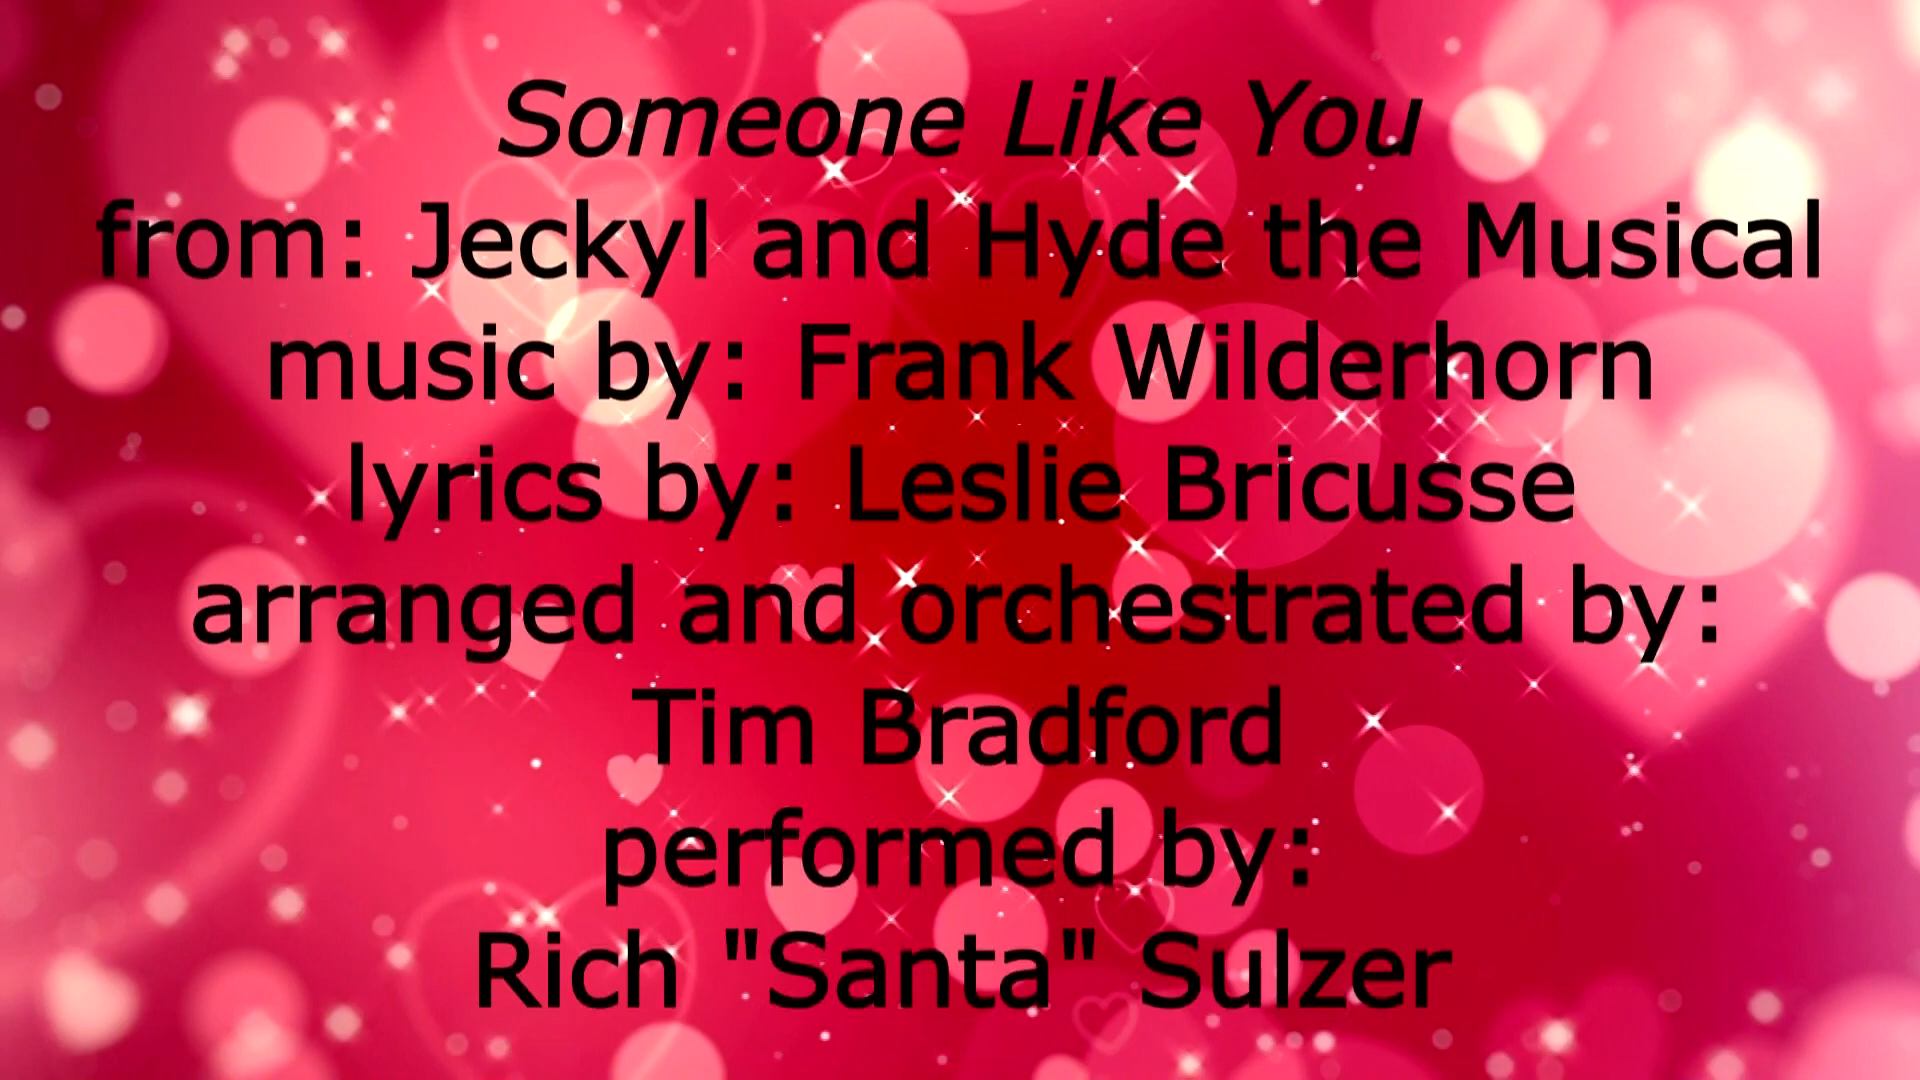 Someone Like You
from: Jeckyl and Hyde the Musical
music by: Frank Wilderhorn
lyrics by: Leslie Bricusse
arranged and orchestrated by:
Tim Bradford
performed by:
Rich "Santa" Sulzer